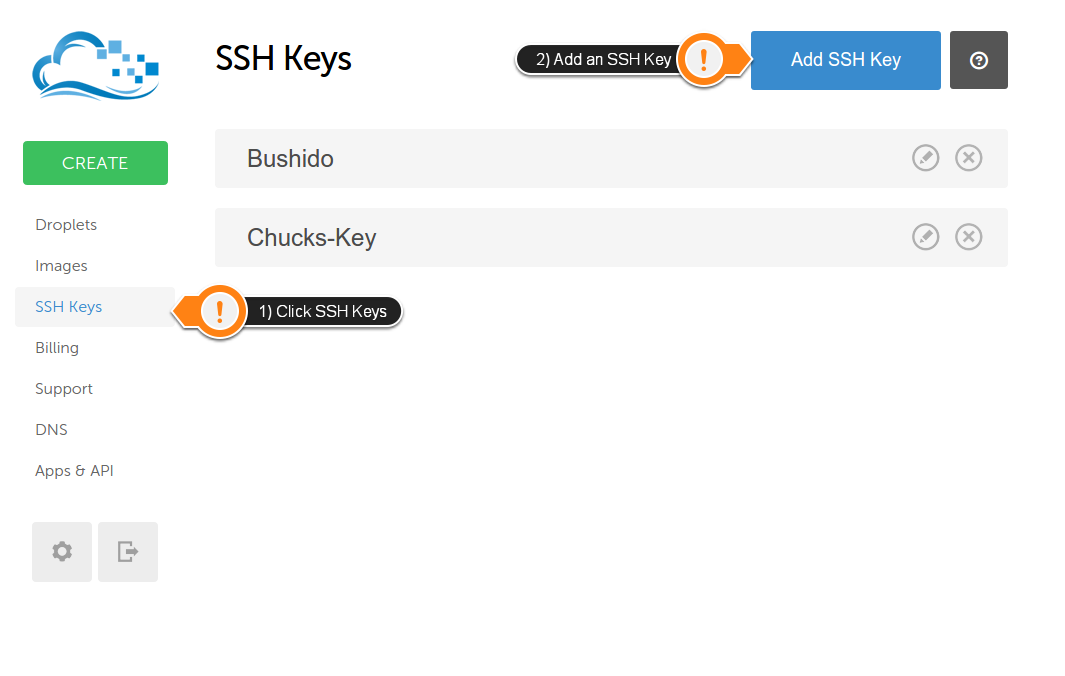 SSH Keys
2) Add an SSH Key
Add SSH Key
CREATE
Droplets
Images
SSH Keys
Billing
Support
DNS
Apps & API
Bushido
Chucks-Key
1) Click SSH Keys